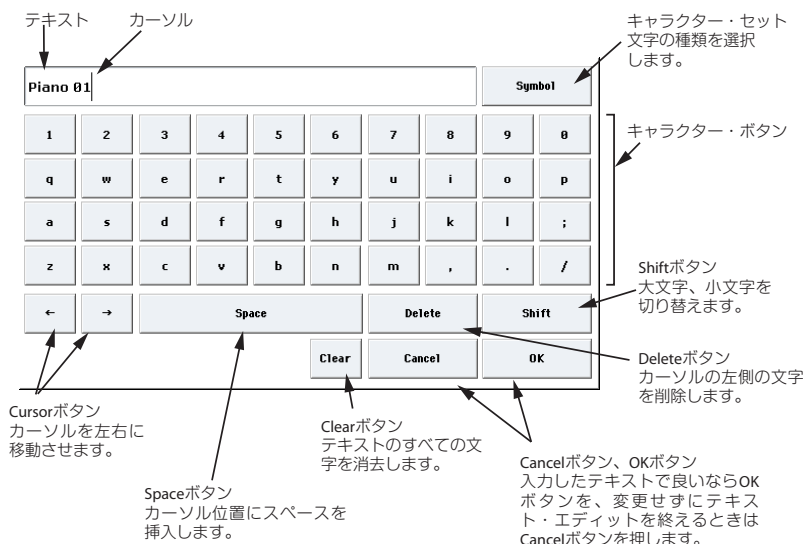 テキスト
カーソル
キャラクター・セット
文字の種類を選択
します。
Piano 01
Symbol
キャラクター・ボタン
1 2 3 4 5 6 7 8 9 0
q w e r t y u i o p
a s d f g h j k l ;
z x c v b n m , . /
← → Space Delete Shift
Clear Cancel OK
Shiftボタン
大文字、小文字を
切り替えます。
Deleteボタン
カーソルの左側の文字
を削除します。
Cursorボタン
カーソルを左右に
移動させます。
Clearボタン
テキストのすべての文
字を消去します。
Spaceボタン
カーソル位置にスペースを
挿入します。
Cancelボタン、OKボタン
入力したテキストで良いならOK
ボタンを、変更せずにテキス
ト・エディットを終えるときは
Cancelボタンを押します。